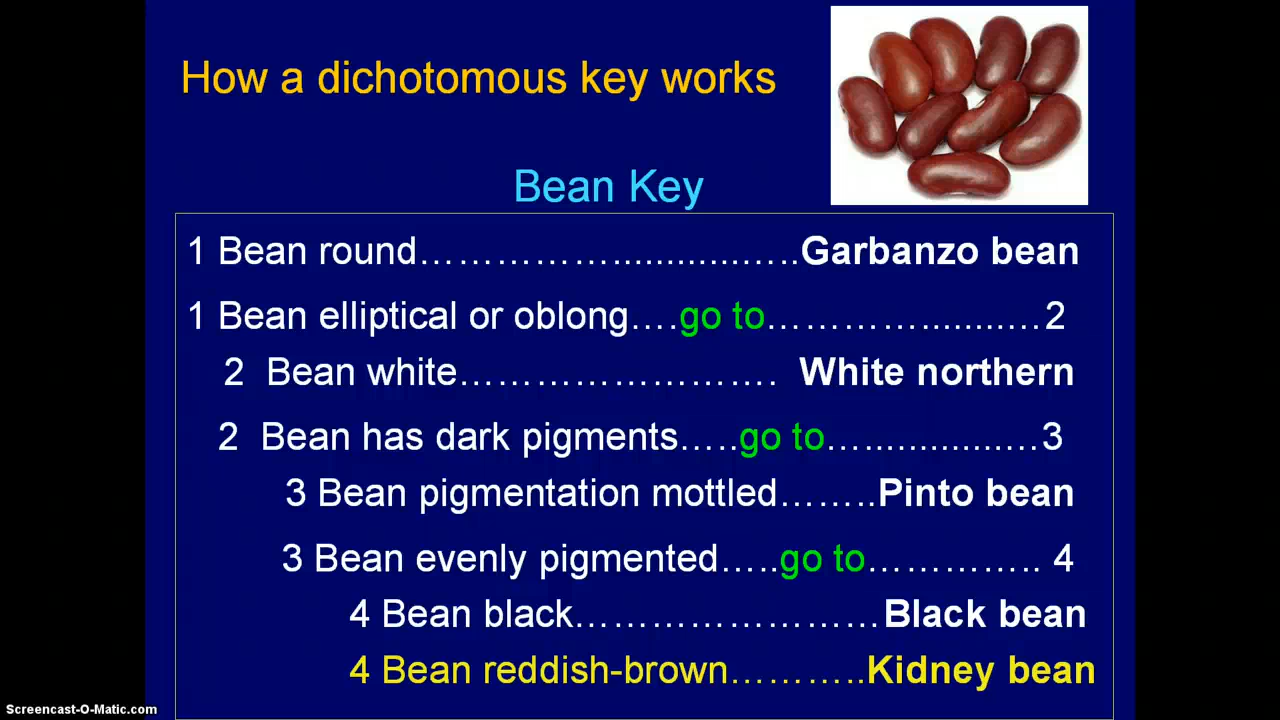 How a dichotomous key works
Bean Key
1 Bean round……………...........…..Garbanzo bean
1 Bean elliptical or oblong….go to…………........…2
2 Bean white……………………. White northern
2 Bean has dark pigments…..go to…...........…3
3 Bean pigmentation mottled……..Pinto bean
3 Bean evenly pigmented…..go to………….. 4
4 Bean black……………………Black bean
4 Bean reddish-brown………..Kidney bean
Screencast-O-Matic.com